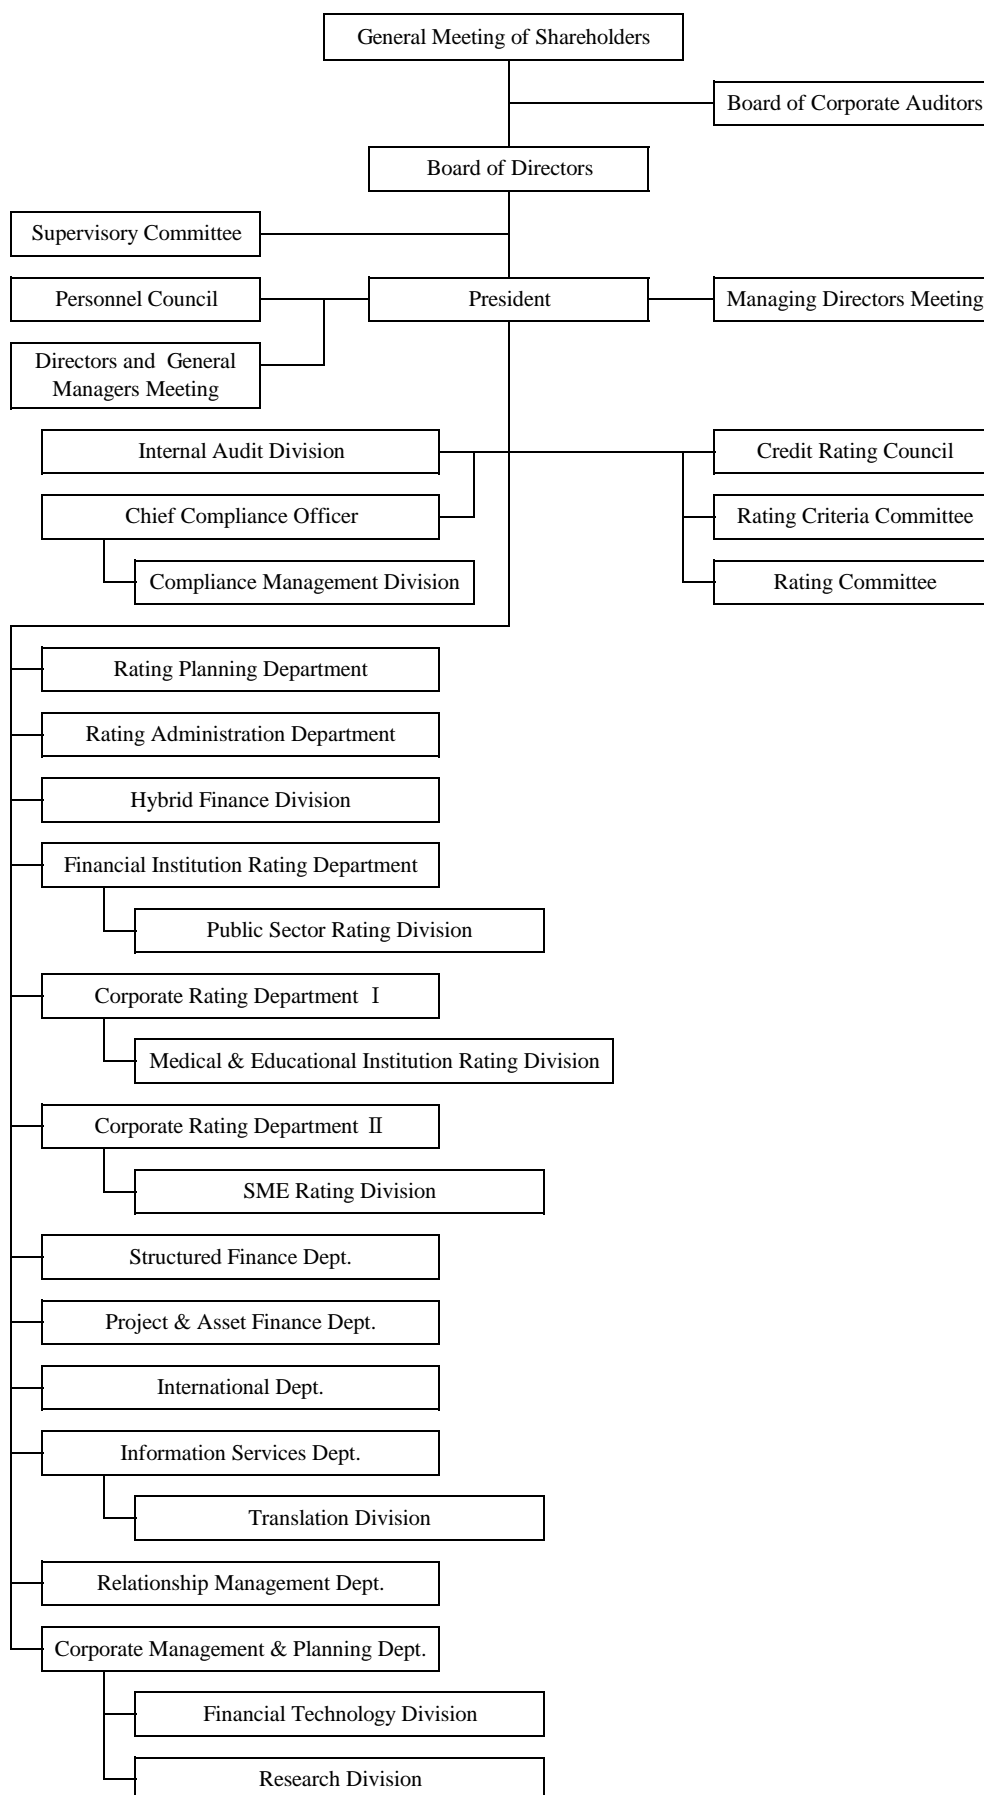 General Meeting of Shareholders
Board of Corporate Auditors
Board of Directors
Supervisory Committee
Personnel Council
President
Managing Directors Meeting
Directors and General
Managers Meeting
Internal Audit Division
Credit Rating Council
Chief Compliance Officer
Rating Criteria Committee
Compliance Management Division
Rating Committee
Rating Planning Department
Rating Administration Department
Hybrid Finance Division
Financial Institution Rating Department
Public Sector Rating Division
Corporate Rating Department Ⅰ
Medical & Educational Institution Rating Division
Corporate Rating Department Ⅱ
SME Rating Division
Structured Finance Dept.
Project & Asset Finance Dept.
International Dept.
Information Services Dept.
Translation Division
Relationship Management Dept.
Corporate Management & Planning Dept.
Financial Technology Division
Research Division